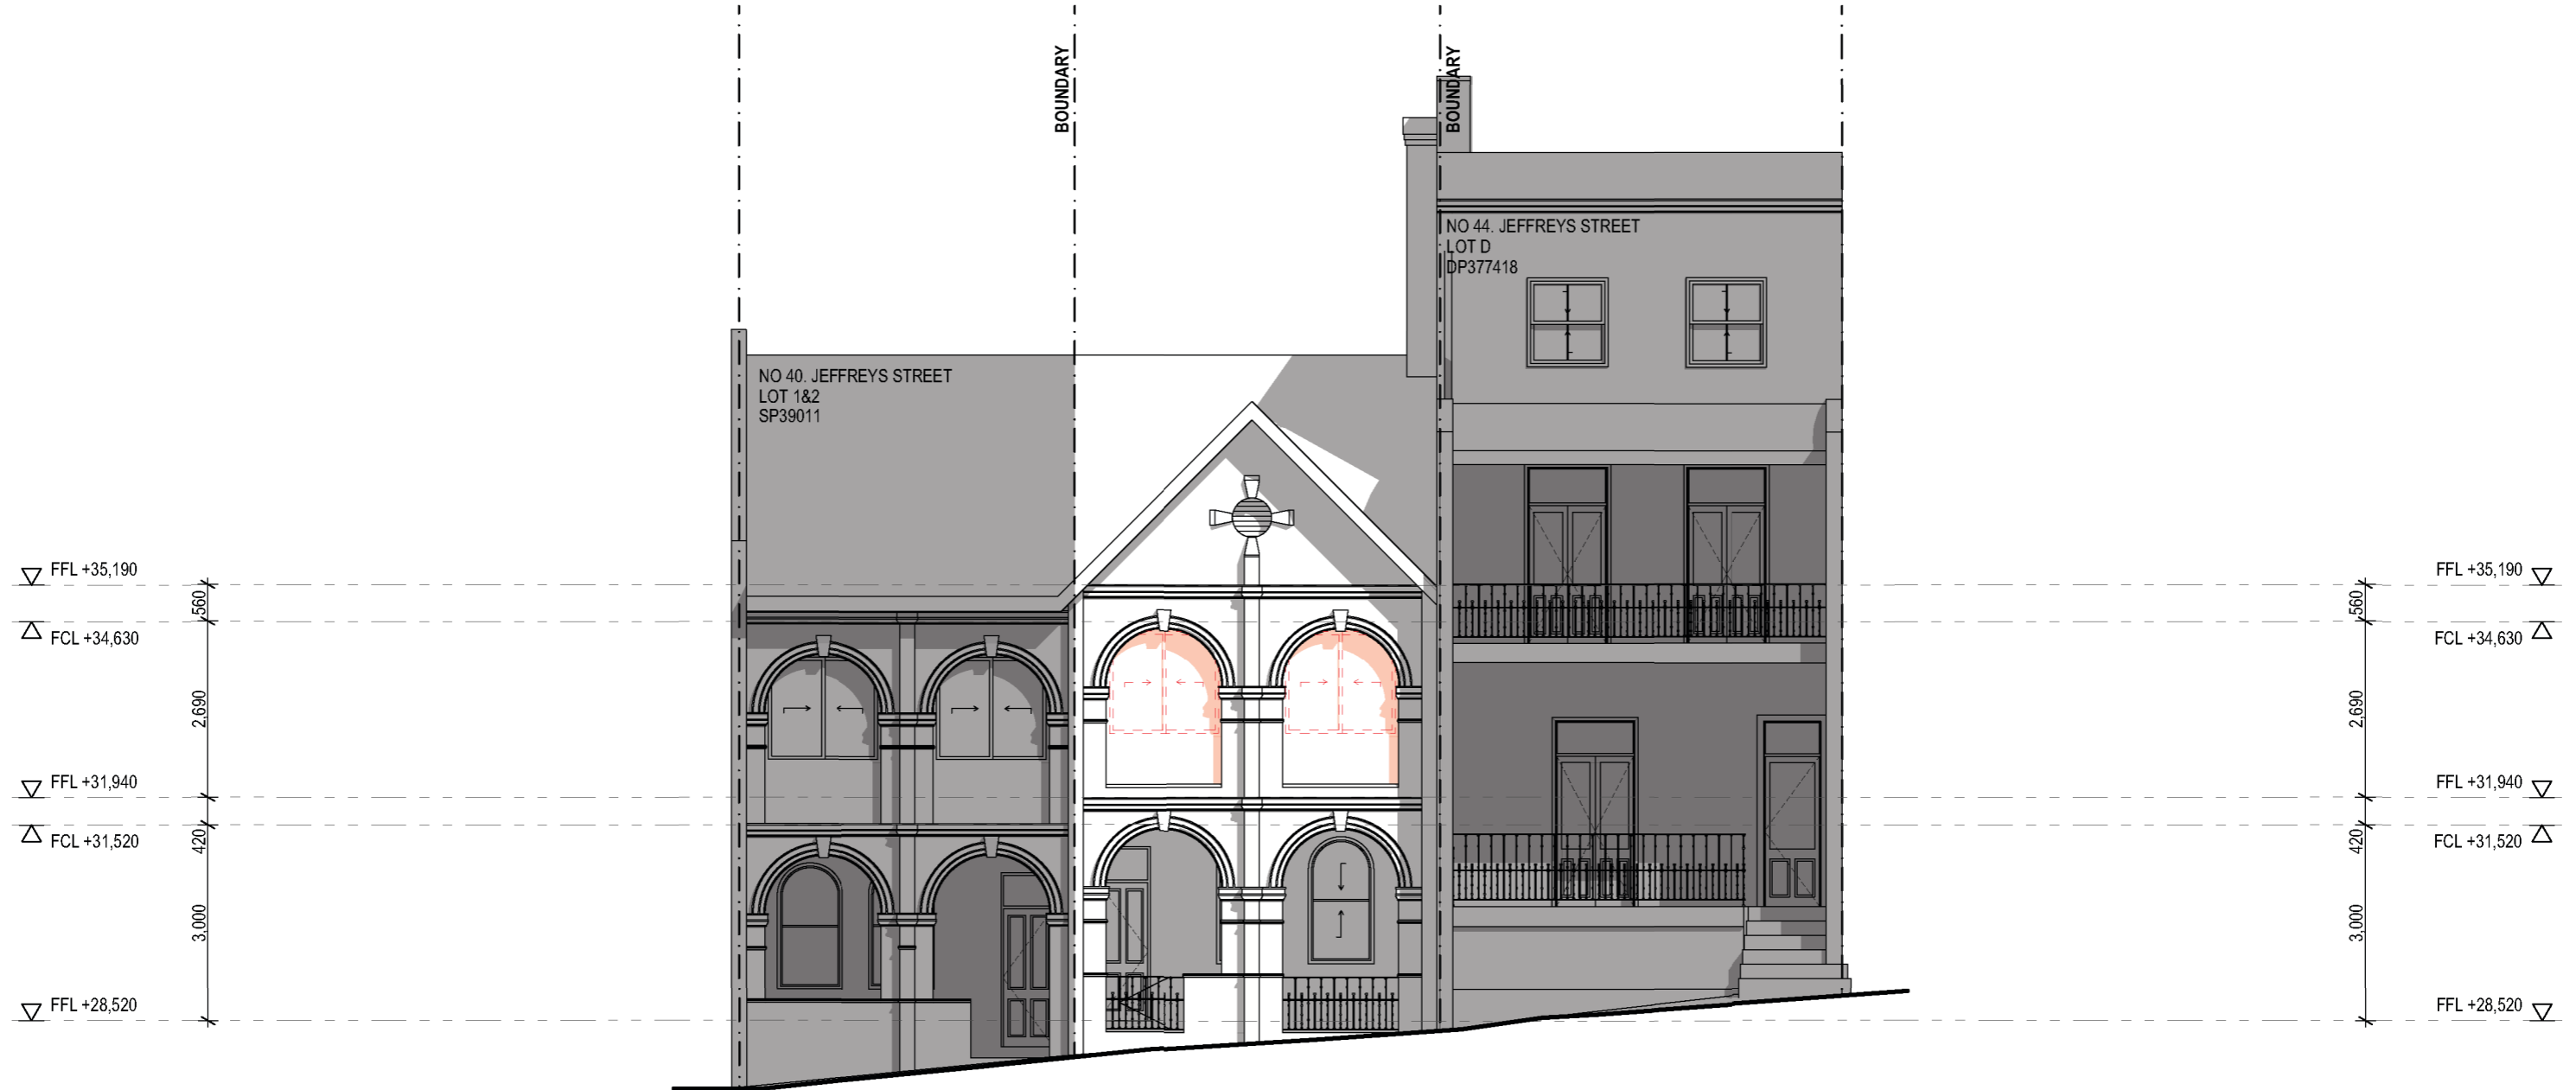 BOUNDARY
BOUNDARY
NO 44. JEFFREYS STREET
LOT D
DP377418
NO 40. JEFFREYS STREET
LOT 1&2
SP39011
FFL +35,190
560
FCL +34,630
2,690
FFL +31,940
420
FCL +31,520
3,000
FFL +28,520
FFL +35,190
560
FCL +34,630
2,690
FFL +31,940
420
FCL +31,520
3,000
FFL +28,520